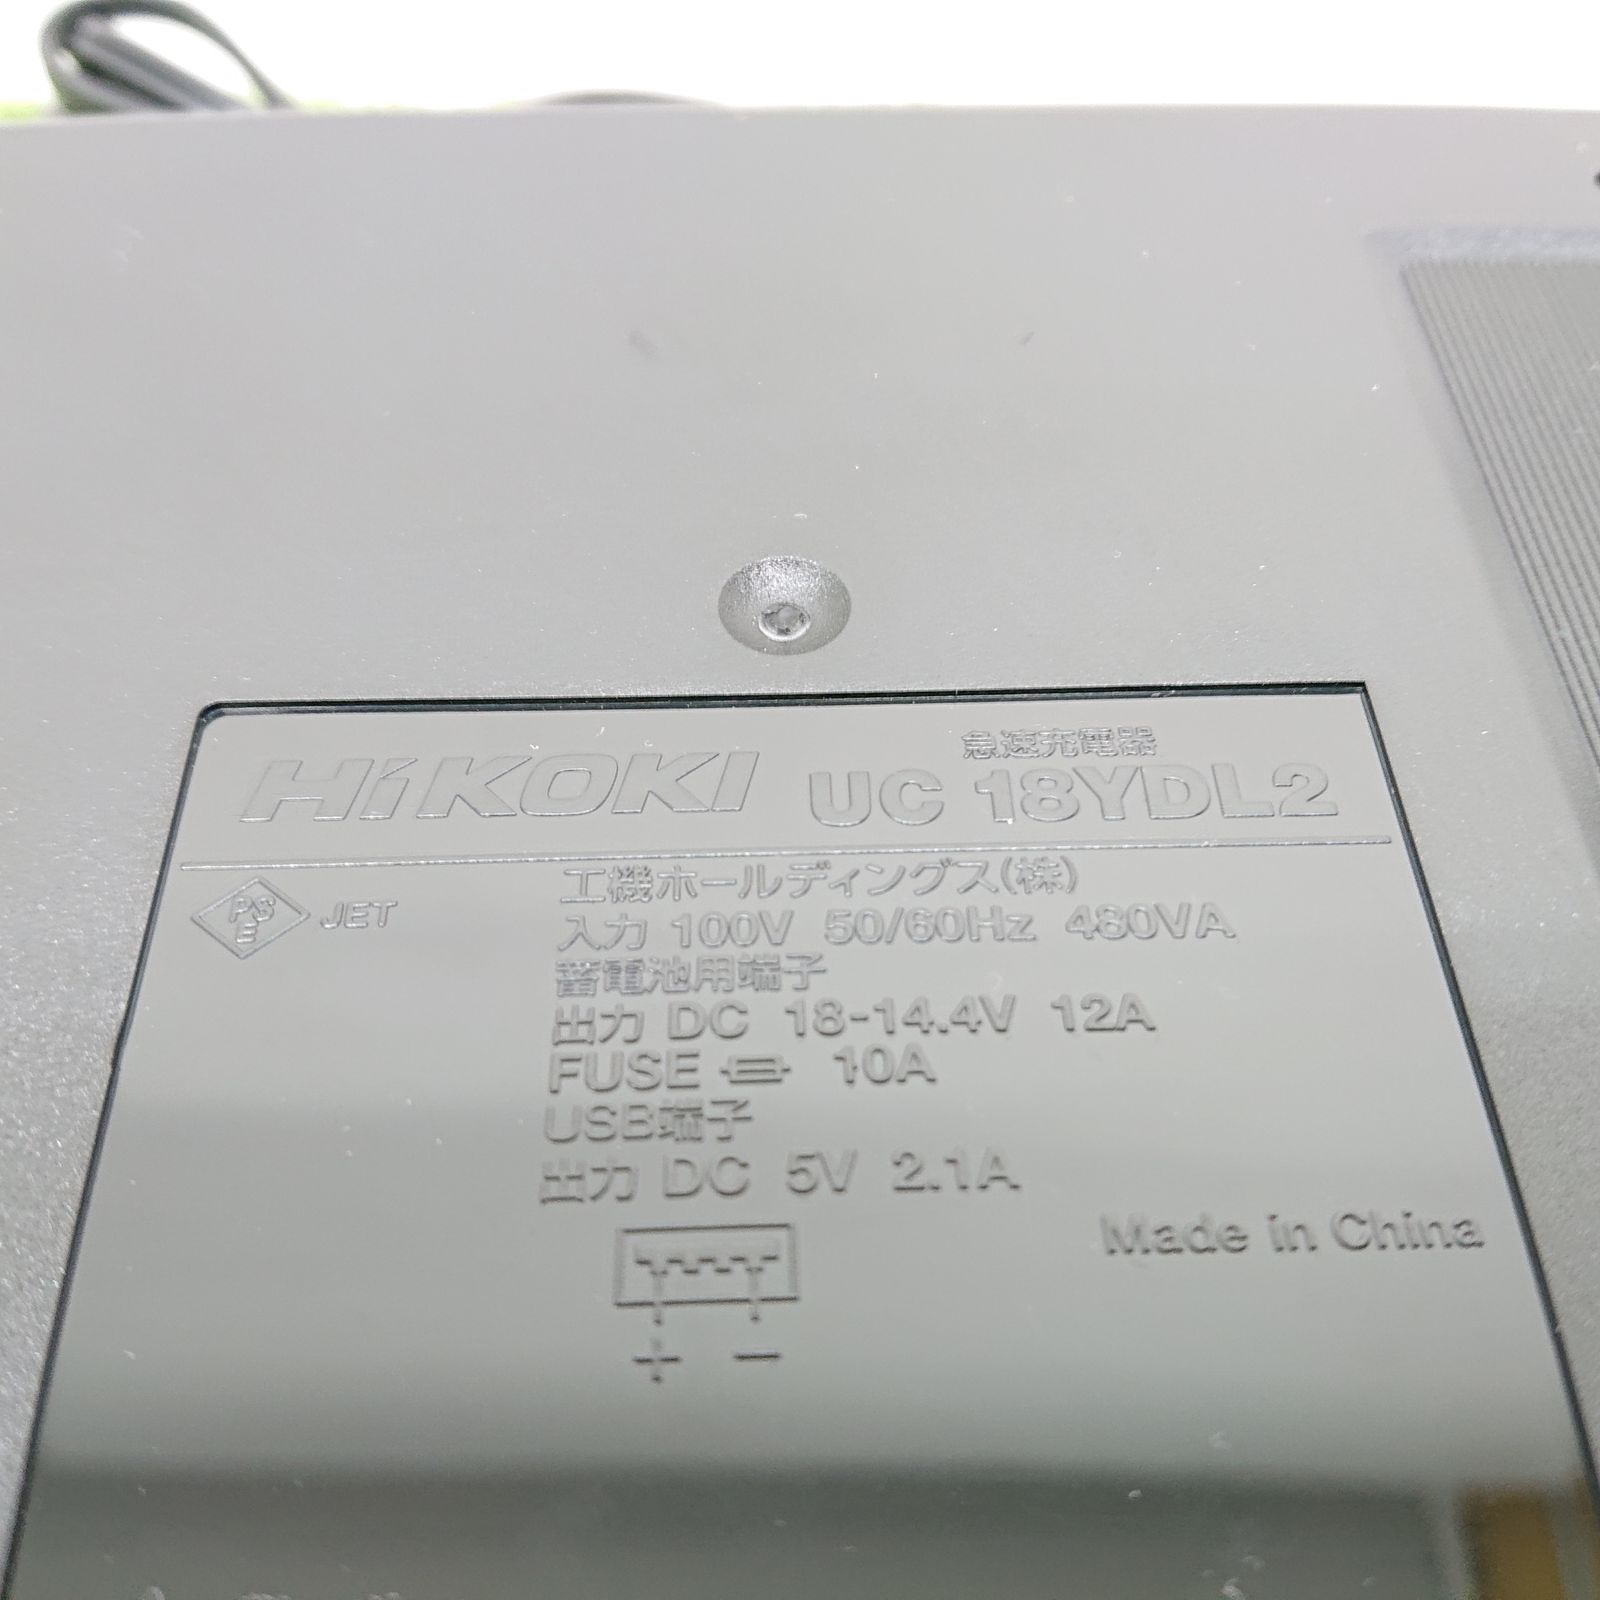 HiKOKI 急速充電器
UC 18YDL2
PSE JET
工機ホールディングス(株)
入力 100V 50/60Hz 480VA
蓄電池用端子
出力 DC 18-14.4V 12A
FUSE 10A
USB端子
出力 DC 5V 2.1A
Made in China
+ −